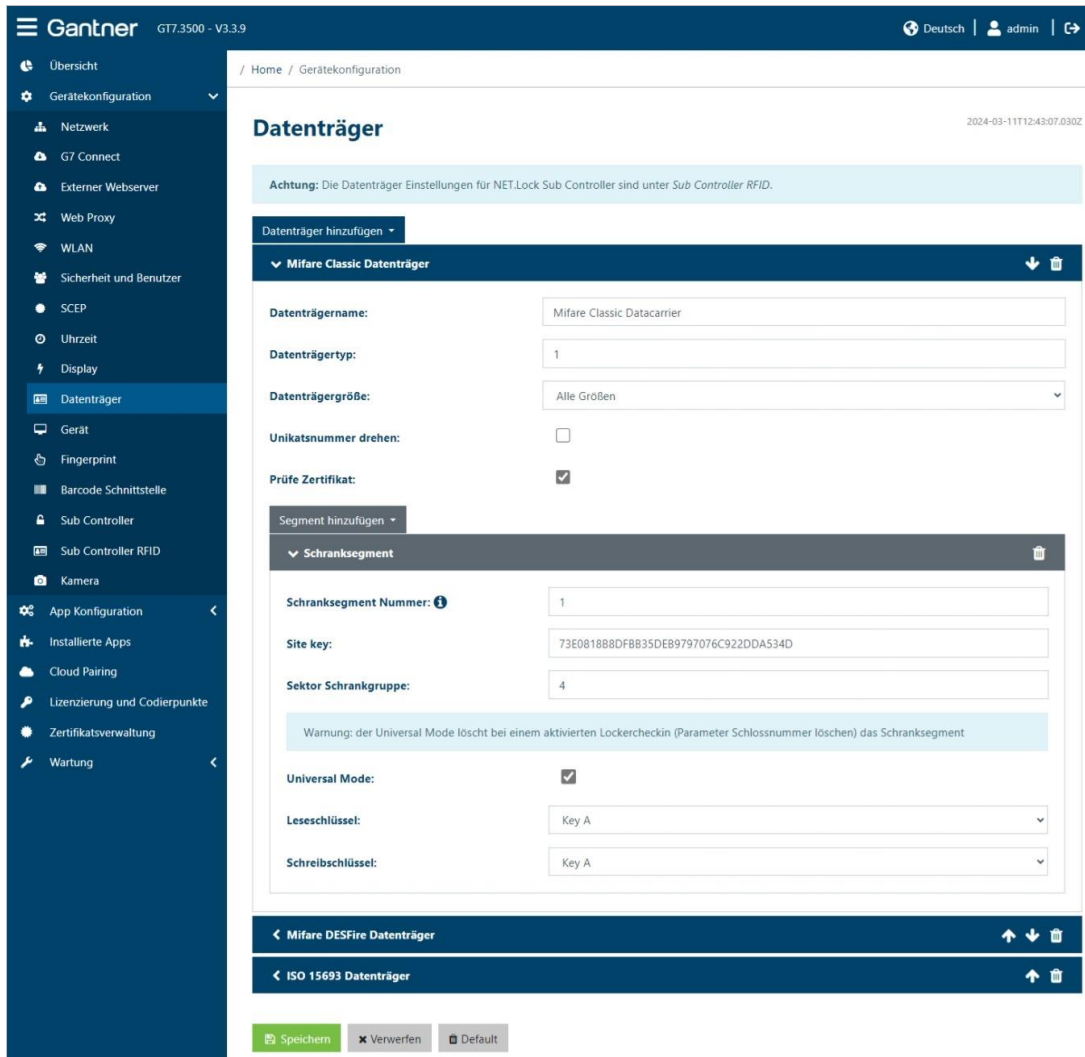 Gantner GT7.3500 - V3.3.9 Deutsch | admin |
Übersicht
Gerätekonfiguration
Netzwerk
G7 Connect
Externer Webserver
Web Proxy
WLAN
Sicherheit und Benutzer
SCEP
Uhrzeit
Display
Datenträger
Gerät
Fingerprint
Barcode Schnittstelle
Sub Controller
Sub Controller RFID
Kamera
App Konfiguration
Installierte Apps
Cloud Pairing
Lizenzierung und Codierpunkte
Zertifikatsverwaltung
Wartung
/ Home / Gerätekonfiguration
Datenträger 2024-03-11T12:43:07.030Z
Achtung: Die Datenträger Einstellungen für NET.Lock Sub Controller sind unter Sub Controller RFID.
Datenträger hinzufügen
Mifare Classic Datenträger
Datenträgername: Mifare Classic Datacarrier
Datenträgertyp: 1
Datenträgergröße: Alle Größen
Unikatsnummer drehen:
Prüfe Zertifikat:
Segment hinzufügen
Schranksegment
Schranksegment Nummer: 1
Site key: 73E0818B8DFBB35DEB9797076C922DDA534D
Sektor Schrankgruppe: 4
Warnung: der Universal Mode löscht bei einem aktivierten Lockercheckin (Parameter Schlossnummer löschen) das Schranksegment
Universal Mode:
Leseschlüssel: Key A
Schreibschlüssel: Key A
Mifare DESFire Datenträger
ISO 15693 Datenträger
Speichern Verwerfen Default